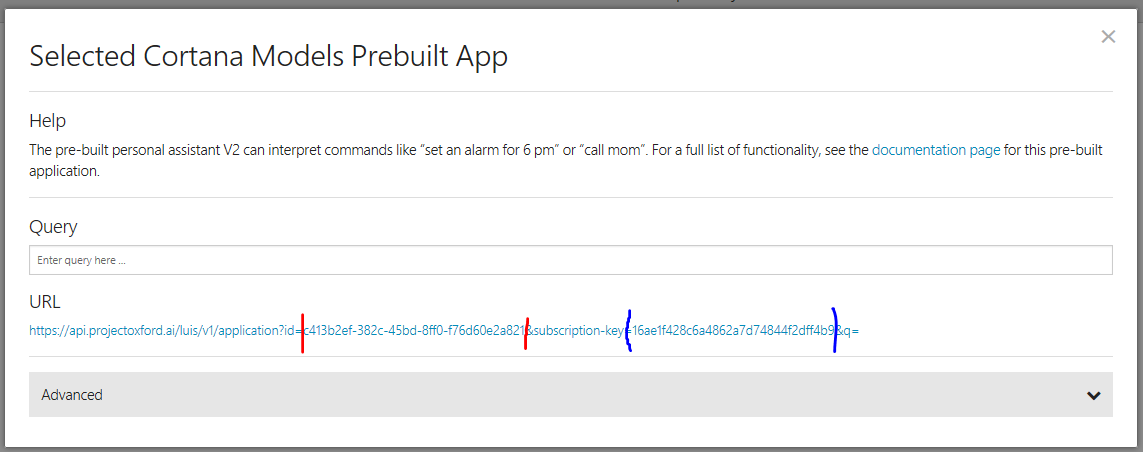 Selected Cortana Models Prebuilt App
Help
The pre-built personal assistant V2 can interpret commands like “set an alarm for 6 pm” or “call mom”. For a full list of functionality, see the documentation page for this pre-built
application.
Query
Enter query here ...
URL
https://api.projectoxford.ai/luis/v1/application?id=c413b2ef-382c-45bd-8ff0-f76d60e2a821&subscription-key=16ae1f428c6a4862a7d74844f2dff4b9&q=
Advanced